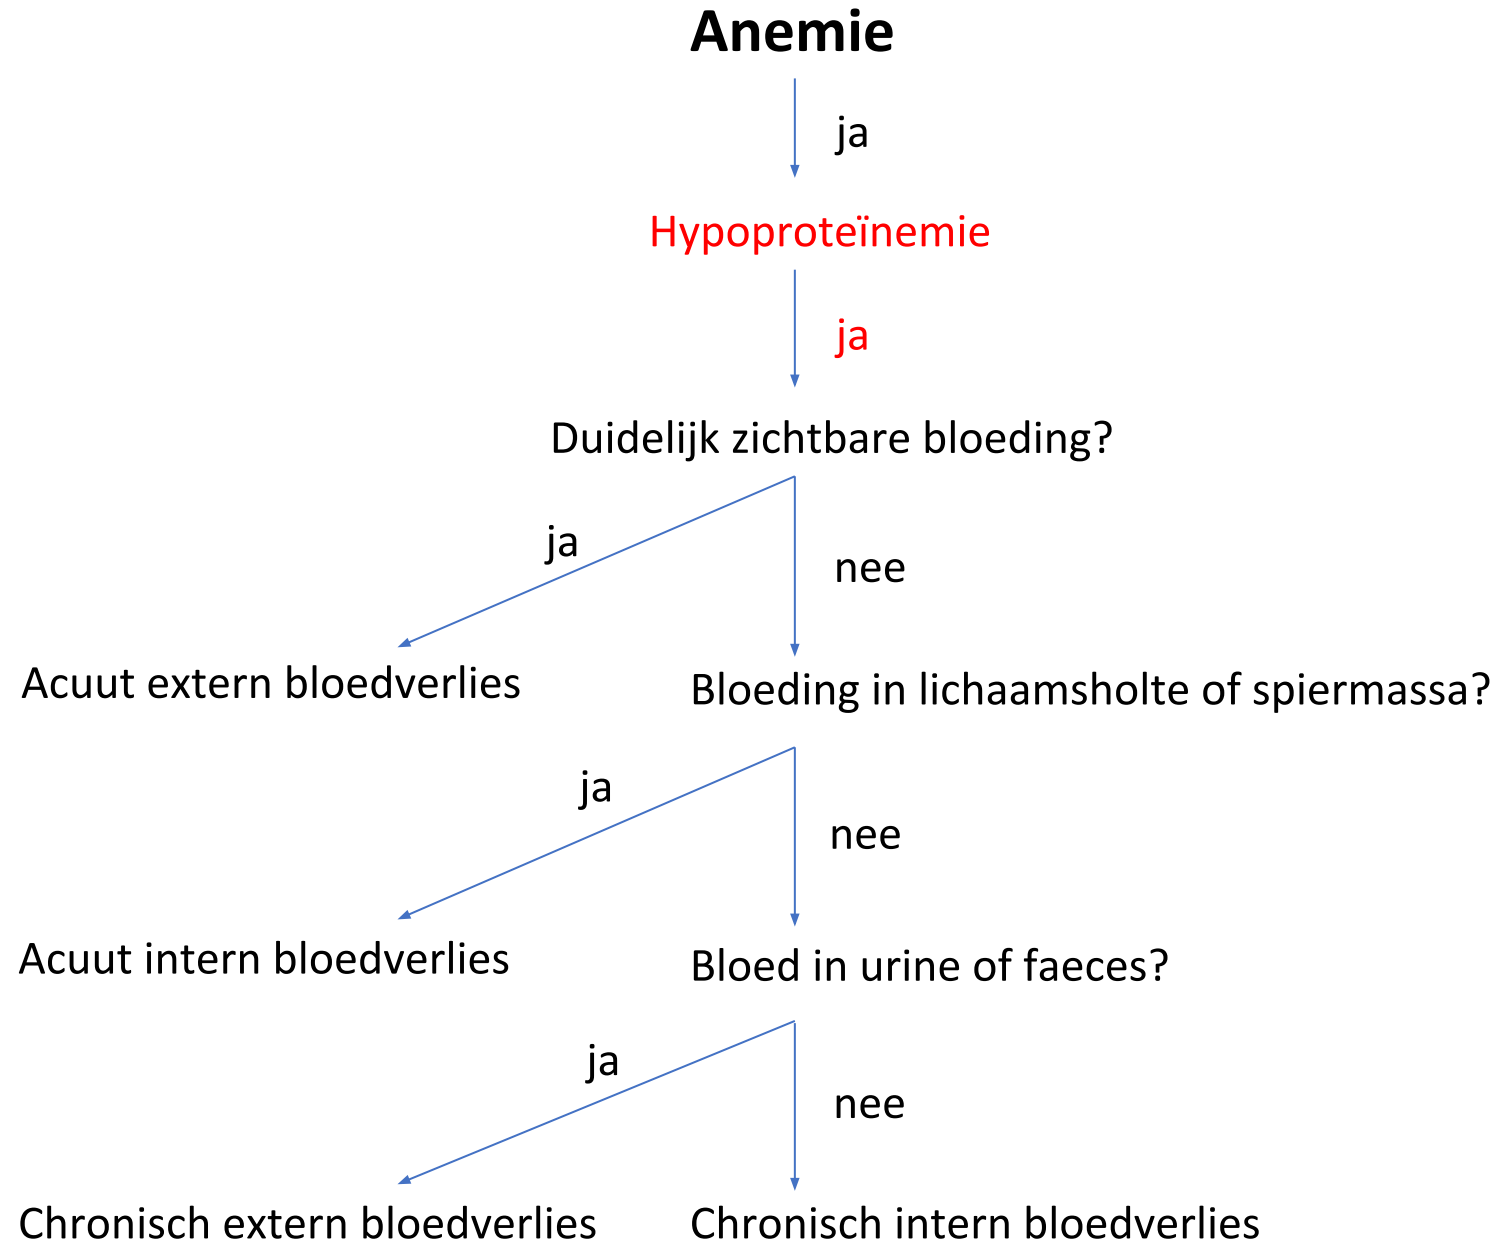 Anemie
ja
Hypoproteïnemie
ja
Duidelijk zichtbare bloeding?
ja
nee
Acuut extern bloedverlies
Bloeding in lichaamsholte of spiermassa?
ja
nee
Acuut intern bloedverlies
Bloed in urine of faeces?
ja
nee
Chronisch extern bloedverlies
Chronisch intern bloedverlies